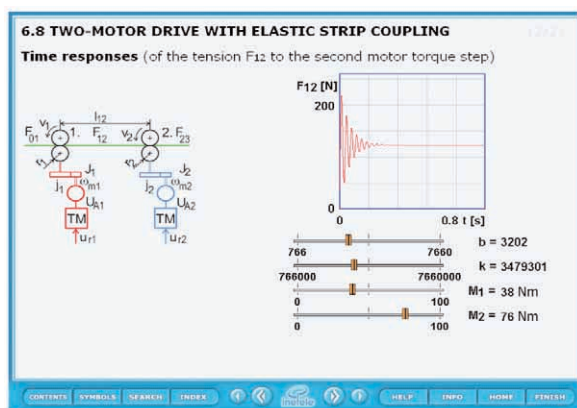 6.8 TWO-MOTOR DRIVE WITH ELASTIC STRIP COUPLING
Time responses (of the tension F12 to the second motor torque step)
F12 [N]
200
0
0 0.8 t [s]
l12
v1 v2
F01 1. F12 2. F23
r1 r2
J1 J2
j1 ωm1 j2 ωm2
UA1 UA2
TM TM
ur1 ur2
b = 3202
766 7660
k = 3479301
766000 7660000
M1 = 38 Nm
0 100
M2 = 76 Nm
0 100
CONTENTS SYMBOLS SEARCH INDEX inetele HELP INFO HOME FINISH